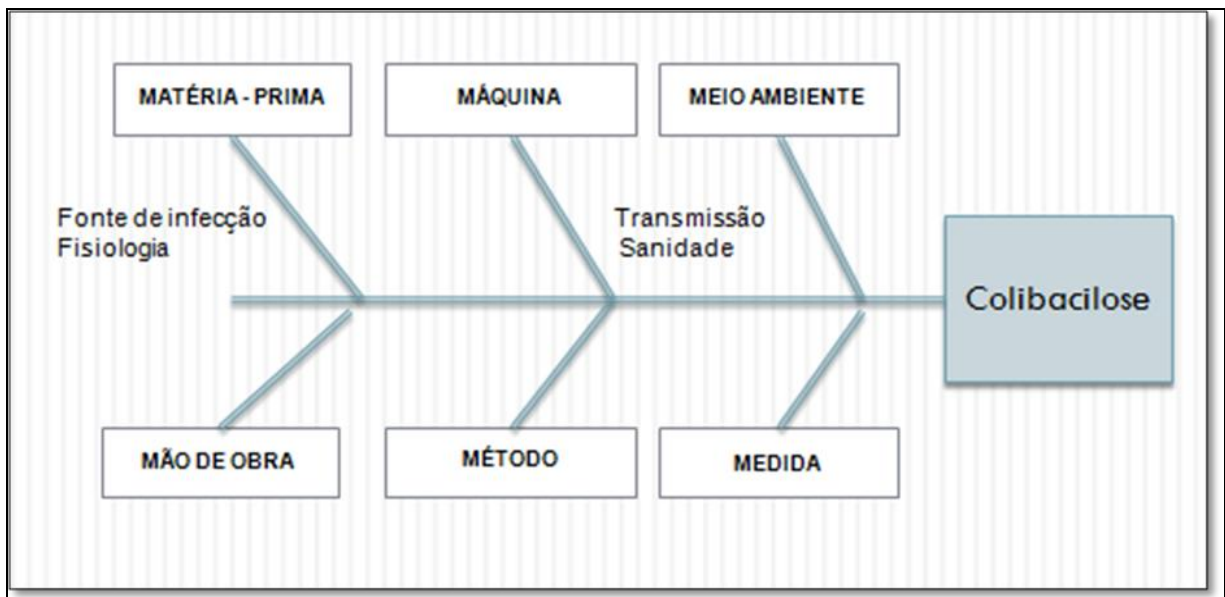 MATÉRIA - PRIMA
MÁQUINA
MEIO AMBIENTE
Fonte de infecção
Fisiologia
Transmissão
Sanidade
Colibacilose
MÃO DE OBRA
MÉTODO
MEDIDA